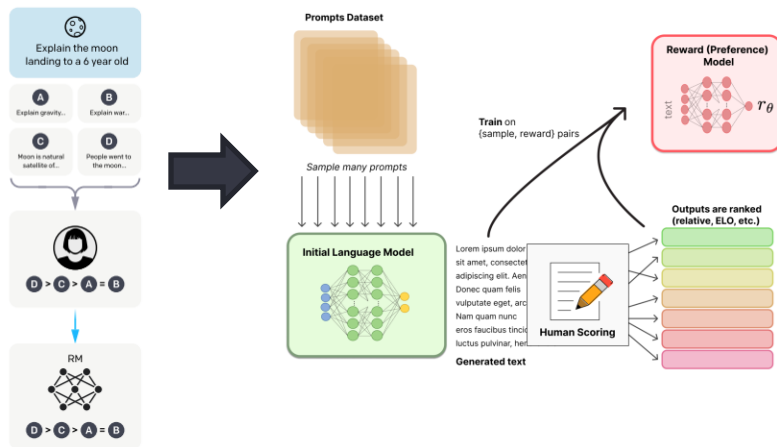 Explain the moon
landing to a 6 year old
A
Explain gravity...
B
Explain war...
C
Moon is natural
satellite of...
D
People went to
the moon...
D > C > A = B
RM
D > C > A = B
Prompts Dataset
Sample many prompts
Initial Language Model
Lorem ipsum dolor
sit amet, consectet
adipiscing elit. Aen
Donec quam felis
vulputate eget, arc
Nam quam nunc
eros faucibus tincid
luctus pulvinar, her
Generated text
Human Scoring
Train on
{sample, reward} pairs
Reward (Preference)
Model
text
rθ
Outputs are ranked
(relative, ELO, etc.)